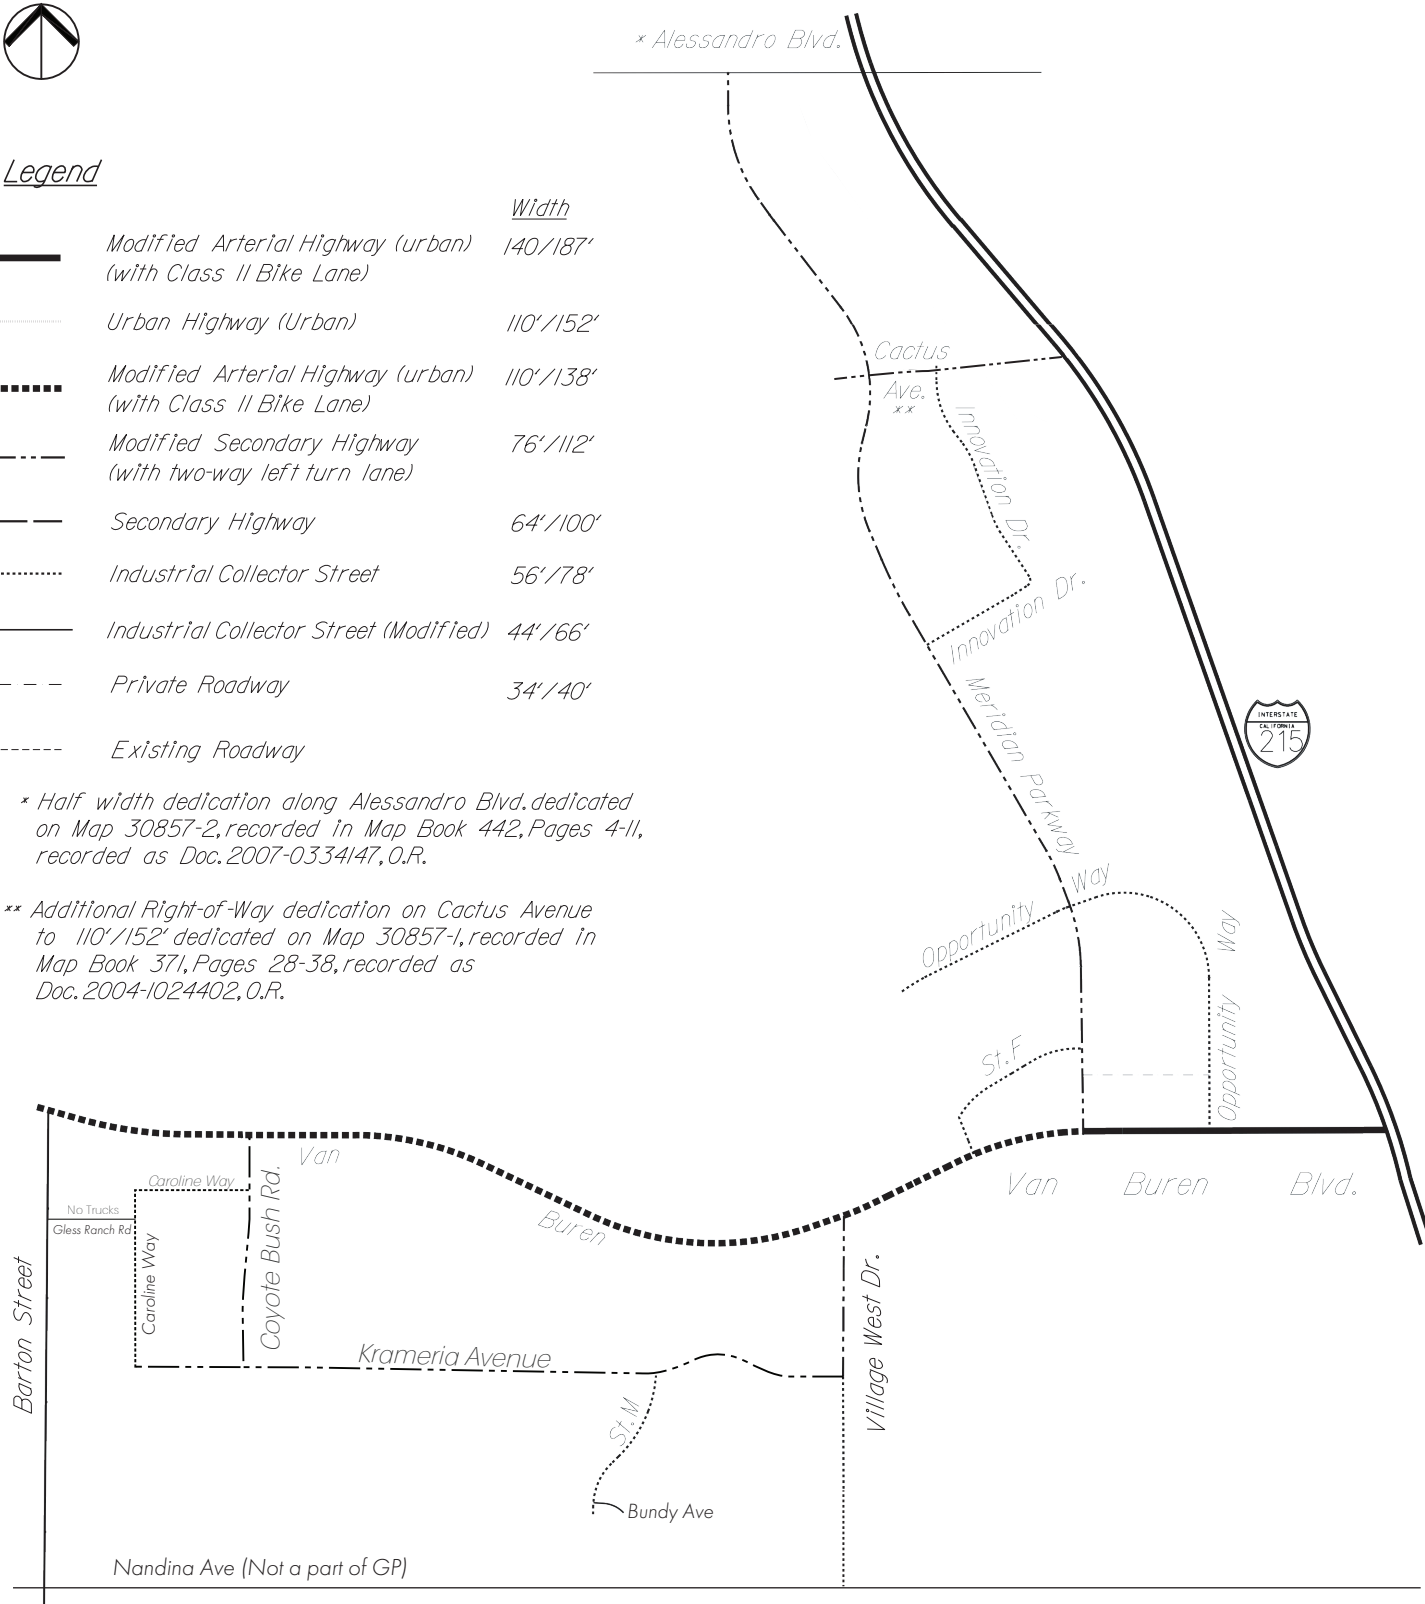 * Alessandro Blvd.
Legend
Width
Modified Arterial Highway (urban) 140/187'
(with Class II Bike Lane)
Urban Highway (Urban) 110'/152'
Modified Arterial Highway (urban) 110'/138'
(with Class II Bike Lane)
Modified Secondary Highway 76'/112'
(with two-way left turn lane)
Secondary Highway 64'/100'
Industrial Collector Street 56'/78'
Industrial Collector Street (Modified) 44'/66'
Private Roadway 34'/40'
Existing Roadway
* Half width dedication along Alessandro Blvd. dedicated
on Map 30857-2, recorded in Map Book 442, Pages 4-11,
recorded as Doc. 2007-0334147, O.R.
** Additional Right-of-Way dedication on Cactus Avenue
to 110'/152' dedicated on Map 30857-1, recorded in
Map Book 371, Pages 28-38, recorded as
Doc. 2004-1024402, O.R.
Cactus
Ave.
**
Innovation Dr.
Innovation Dr.
Meridian Parkway
INTERSTATE
CALIFORNIA
215
Opportunity Way
Opportunity Way
St. F
Van Buren
Van Buren Blvd.
Caroline Way
No Trucks
Gless Ranch Rd
Caroline Way
Coyote Bush Rd.
Barton Street
Krameria Avenue
Village West Dr.
St. M
Bundy Ave
Nandina Ave (Not a part of GP)